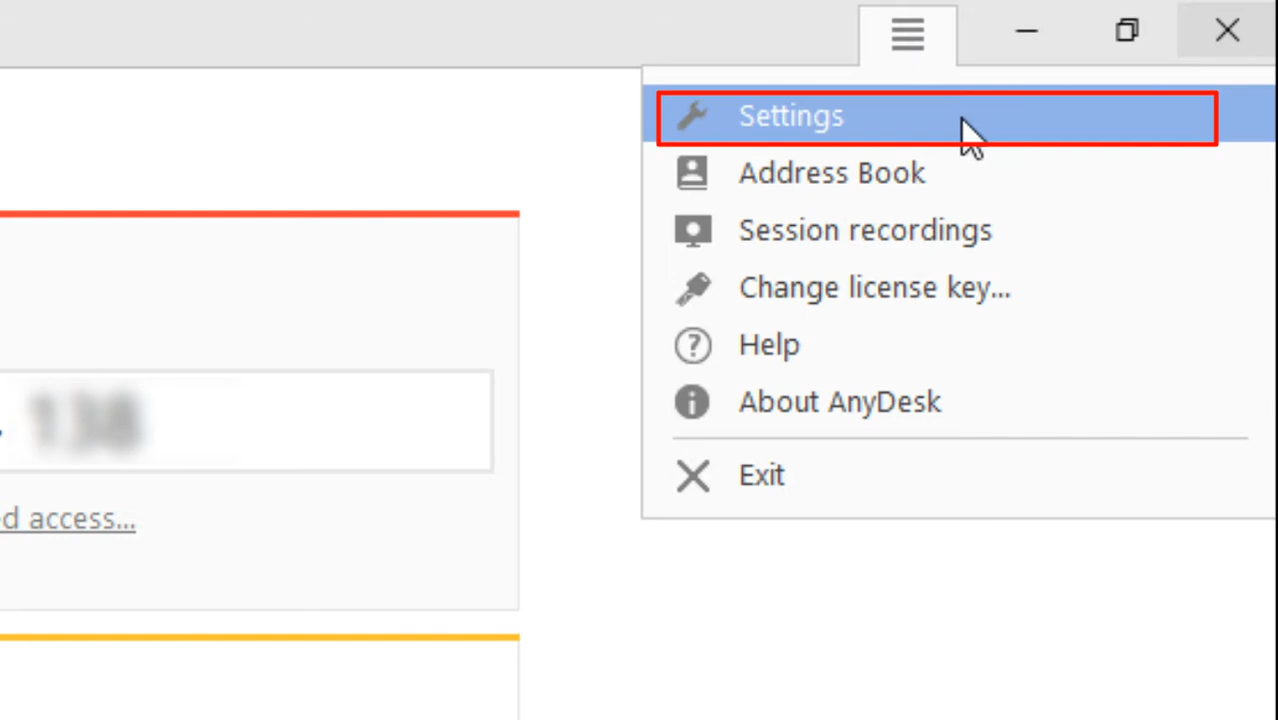 Settings
Address Book
Session recordings
Change license key...
Help
About AnyDesk
Exit
access...